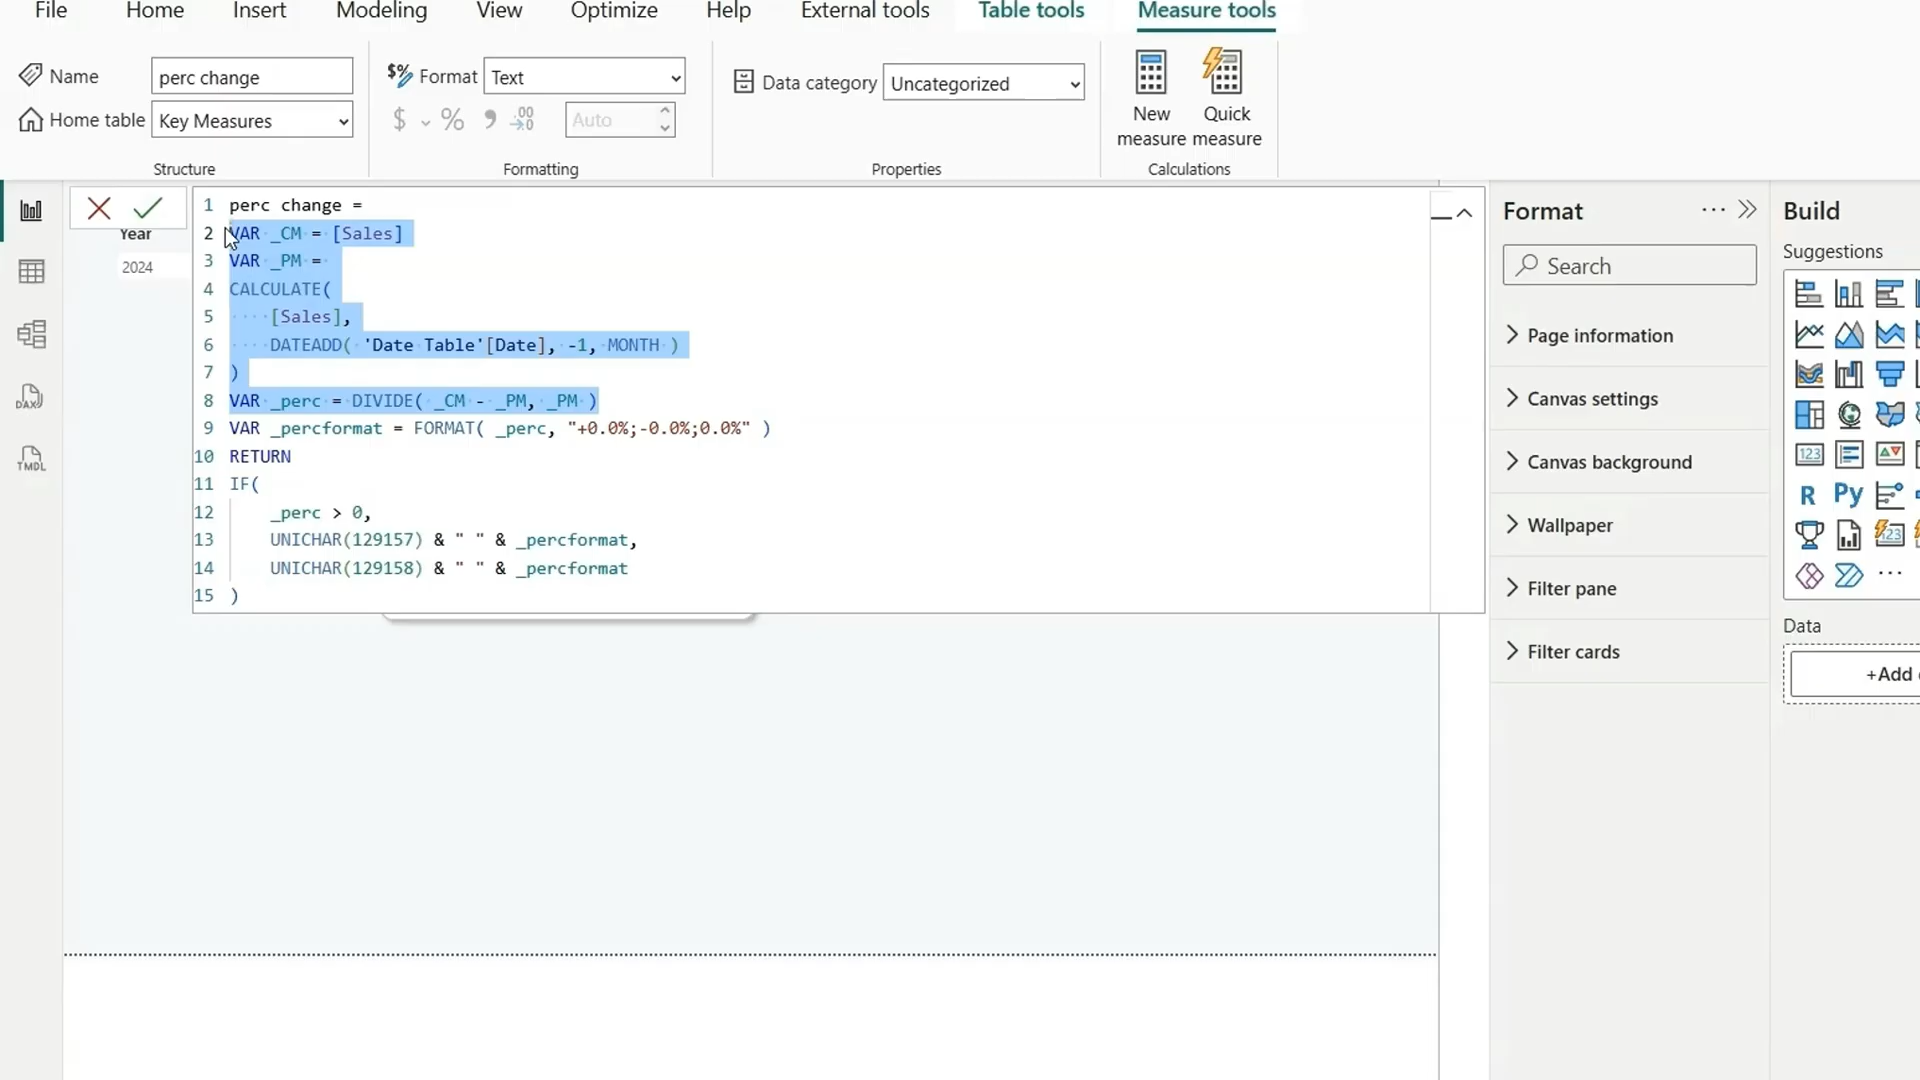 File Home Insert Modeling View Optimize Help External tools Table tools Measure tools
Name perc change
Home table Key Measures
Structure
Format Text
$ % Auto
Formatting
Data category Uncategorized
Properties
New measure
Quick measure
Calculations
Year
2024
1 perc change =
2 VAR _CM = [Sales]
3 VAR _PM =
4 CALCULATE(
5 [Sales],
6 DATEADD( 'Date Table'[Date], -1, MONTH )
7 )
8 VAR _perc = DIVIDE( _CM - _PM, _PM )
9 VAR _percformat = FORMAT( _perc, "+0.0%;-0.0%;0.0%" )
10 RETURN
11 IF(
12 _perc > 0,
13 UNICHAR(129157) & " " & _percformat,
14 UNICHAR(129158) & " " & _percformat
15 )
DAX
TMDL
Format
Search
Page information
Canvas settings
Canvas background
Wallpaper
Filter pane
Filter cards
Build
Suggestions
123
R Py
123
Data
+Add